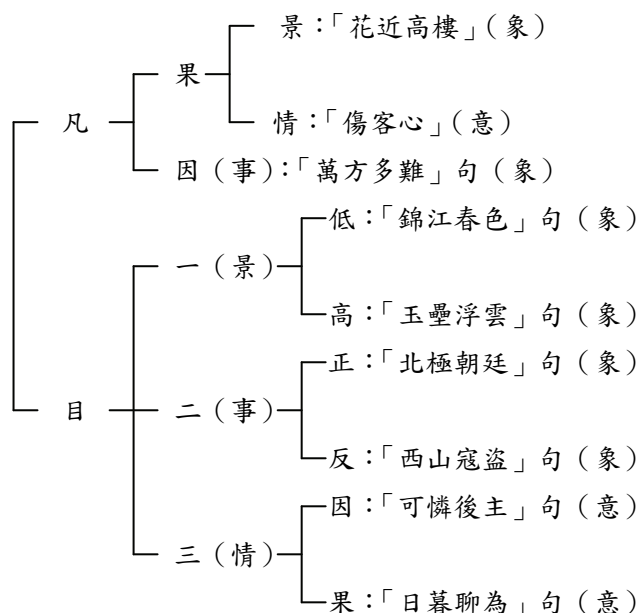 景：「花近高樓」（象）
果
情：「傷客心」（意）
凡
因（事）：「萬方多難」句（象）
低：「錦江春色」句（象）
一（景）
高：「玉壘浮雲」句（象）
正：「北極朝廷」句（象）
目
二（事）
反：「西山寇盜」句（象）
因：「可憐後主」句（意）
三（情）
果：「日暮聊為」句（意）